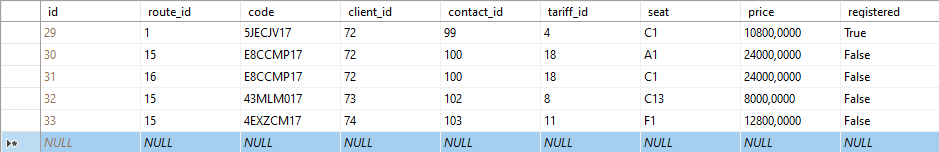 id route_id code client_id contact_id tariff_id seat price registered
29 1 5JECJV17 72 99 4 C1 10800,0000 True
30 15 E8CCMP17 72 100 18 A1 24000,0000 False
31 16 E8CCMP17 72 100 18 C1 24000,0000 False
32 15 43MLM017 73 102 8 C13 8000,0000 False
33 15 4EXZCM17 74 103 11 F1 12800,0000 False
NULL NULL NULL NULL NULL NULL NULL NULL NULL